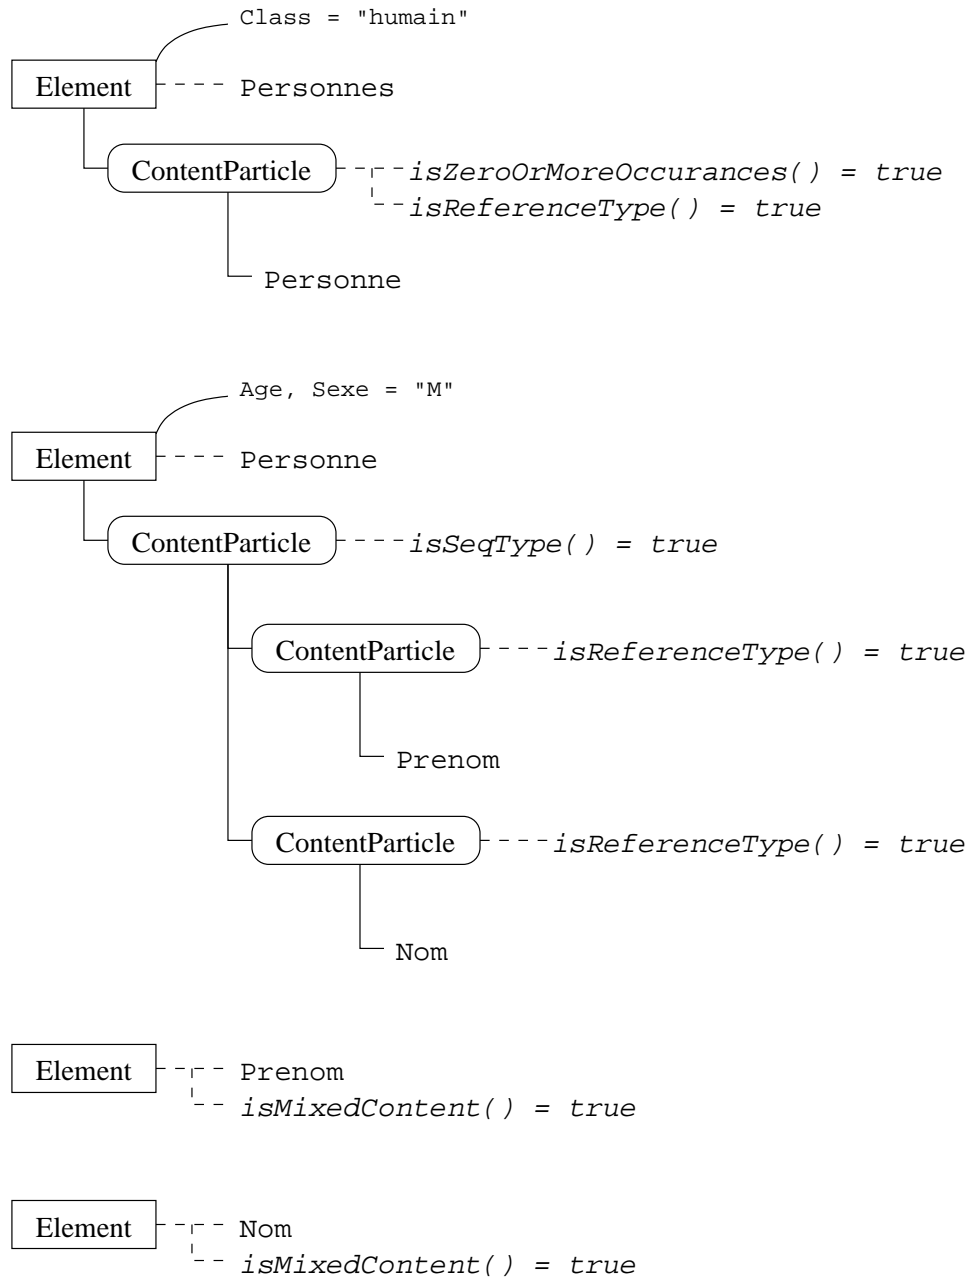 Class = "humain"
Element Personnes
ContentParticle isZeroOrMoreOccurances() = true
isReferenceType() = true
Personne
Age, Sexe = "M"
Element Personne
ContentParticle isSeqType() = true
ContentParticle isReferenceType() = true
Prenom
ContentParticle isReferenceType() = true
Nom
Element Prenom
isMixedContent() = true
Element Nom
isMixedContent() = true